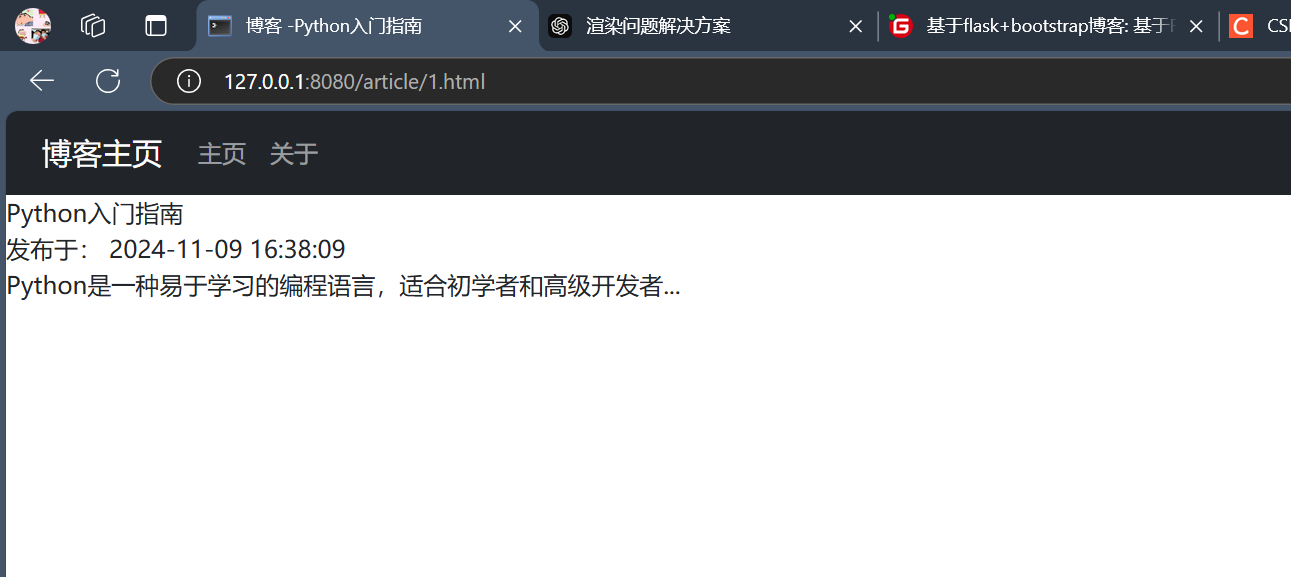 博客 -Python入门指南
渲染问题解决方案
基于flask+bootstrap博客: 基于
127.0.0.1:8080/article/1.html
博客主页 主页 关于
Python入门指南
发布于： 2024-11-09 16:38:09
Python是一种易于学习的编程语言，适合初学者和高级开发者...